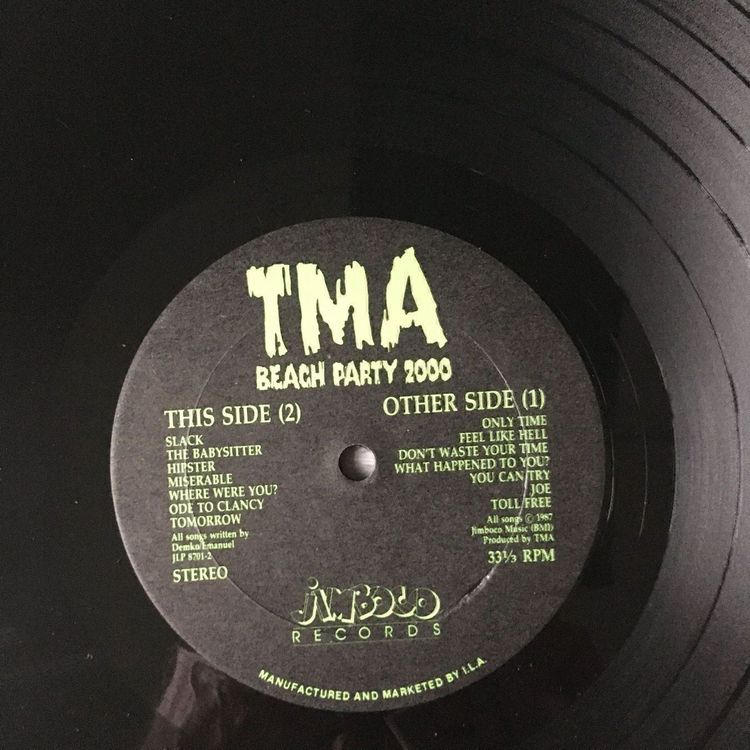 TMA
BEACH PARTY 2000
THIS SIDE (2)
SLACK
THE BABYSITTER
HIPSTER
MISERABLE
WHERE WERE YOU?
ODE TO CLANCY
TOMORROW
All songs written by
Demko/Emanuel
JLP 8701-2
STEREO
OTHER SIDE (1)
ONLY TIME
FEEL LIKE HELL
DON'T WASTE YOUR TIME
WHAT HAPPENED TO YOU?
YOU CAN TRY
JOE
TOLL FREE
All songs © 1987
Jimboco Music (BMI)
Produced by TMA
33⅓ RPM
JIMBOCO
RECORDS
MANUFACTURED AND MARKETED BY I.L.A.